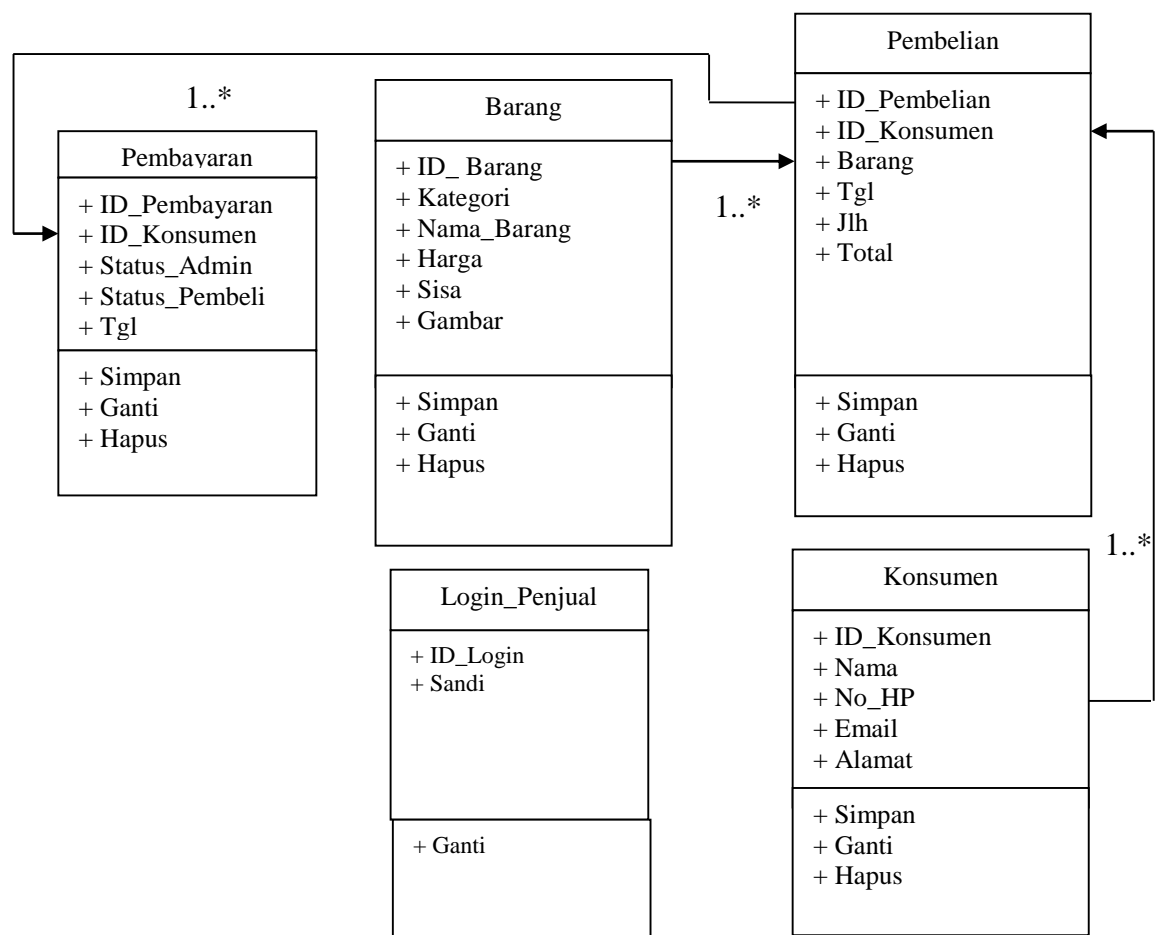 1..*
Pembayaran
+ ID_Pembayaran
+ ID_Konsumen
+ Status_Admin
+ Status_Pembeli
+ Tgl
+ Simpan
+ Ganti
+ Hapus
Barang
+ ID_ Barang
+ Kategori
+ Nama_Barang
+ Harga
+ Sisa
+ Gambar
+ Simpan
+ Ganti
+ Hapus
1..*
Pembelian
+ ID_Pembelian
+ ID_Konsumen
+ Barang
+ Tgl
+ Jlh
+ Total
+ Simpan
+ Ganti
+ Hapus
1..*
Login_Penjual
+ ID_Login
+ Sandi
+ Ganti
Konsumen
+ ID_Konsumen
+ Nama
+ No_HP
+ Email
+ Alamat
+ Simpan
+ Ganti
+ Hapus